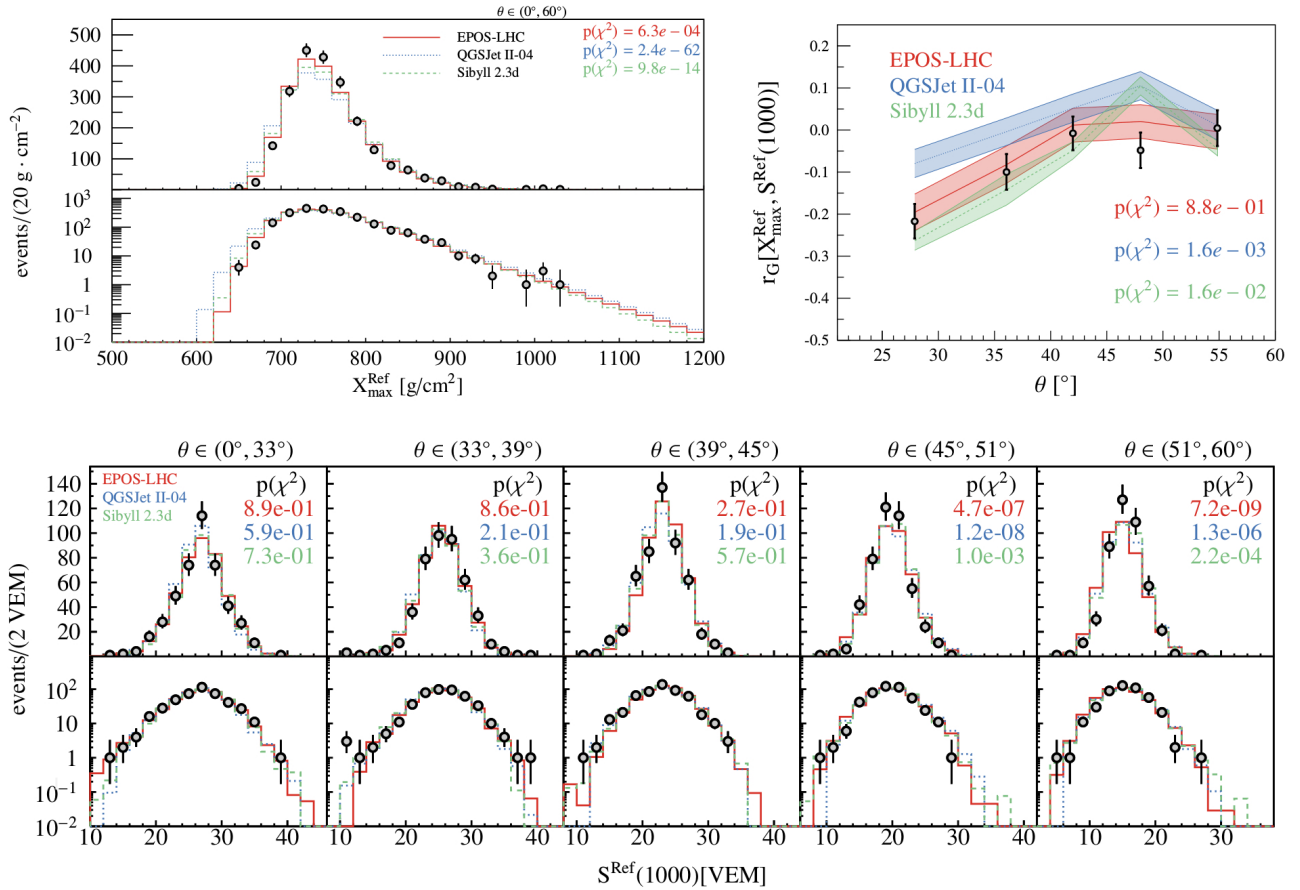 θ ∈ (0°, 60°)
EPOS-LHC
QGSJet II-04
Sibyll 2.3d
p(χ²) = 6.3e − 04
p(χ²) = 2.4e − 62
p(χ²) = 9.8e − 14
500
400
300
200
100
10³
10²
10
1
10⁻¹
10⁻²
events/(20 g · cm⁻²)
500 600 700 800 900 1000 1100 1200
X_max^Ref [g/cm²]
EPOS-LHC
QGSJet II-04
Sibyll 2.3d
p(χ²) = 8.8e − 01
p(χ²) = 1.6e − 03
p(χ²) = 1.6e − 02
0.2
0.1
0.0
-0.1
-0.2
-0.3
-0.4
-0.5
r_G[X_max^Ref, S^Ref(1000)]
25 30 35 40 45 50 55 60
θ [°]
θ ∈ (0°, 33°)
θ ∈ (33°, 39°)
θ ∈ (39°, 45°)
θ ∈ (45°, 51°)
θ ∈ (51°, 60°)
EPOS-LHC
QGSJet II-04
Sibyll 2.3d
p(χ²)
8.9e-01
5.9e-01
7.3e-01
p(χ²)
8.6e-01
2.1e-01
3.6e-01
p(χ²)
2.7e-01
1.9e-01
5.7e-01
p(χ²)
4.7e-07
1.2e-08
1.0e-03
p(χ²)
7.2e-09
1.3e-06
2.2e-04
140
120
100
80
60
40
20
10²
10
1
10⁻¹
10⁻²
events/(2 VEM)
10 20 30 40
10 20 30 40
10 20 30 40
10 20 30 40
10 20 30
S^Ref(1000)[VEM]